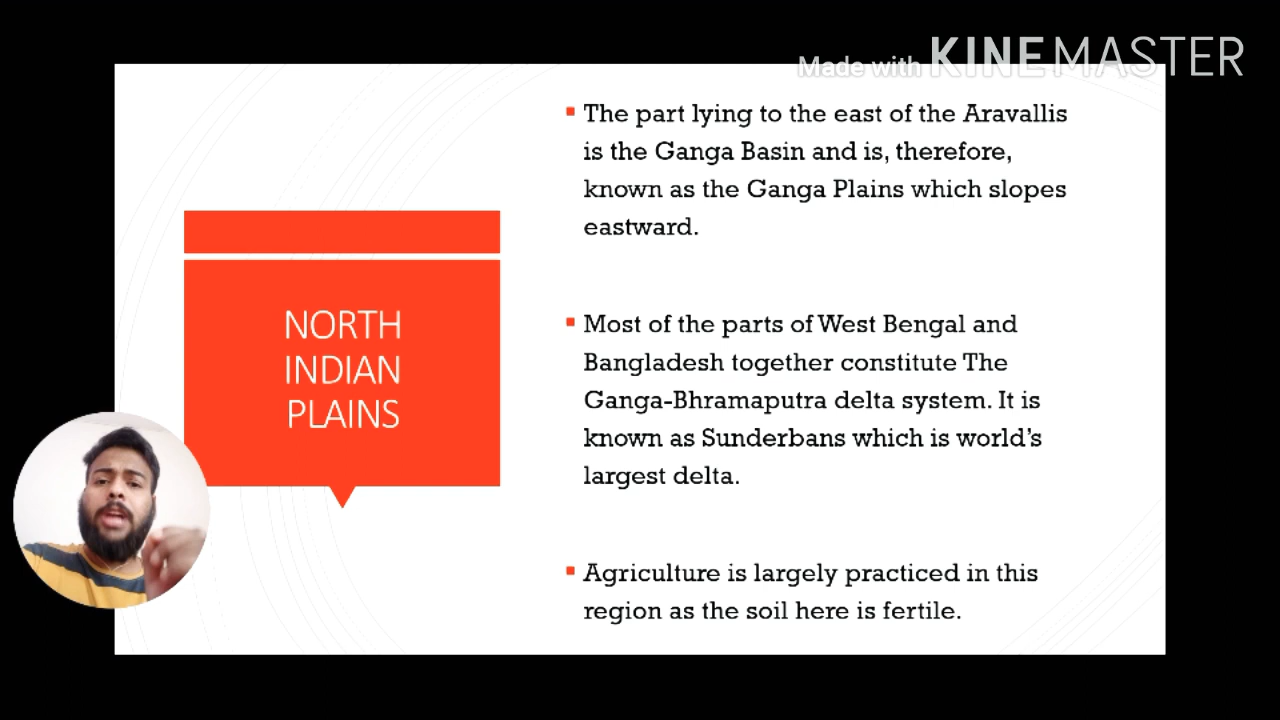 Made with KINEMASTER
The part lying to the east of the Aravallis
is the Ganga Basin and is, therefore,
known as the Ganga Plains which slopes
eastward.
NORTH
INDIAN
PLAINS
Most of the parts of West Bengal and
Bangladesh together constitute The
Ganga-Bhramaputra delta system. It is
known as Sunderbans which is world's
largest delta.
Agriculture is largely practiced in this
region as the soil here is fertile.